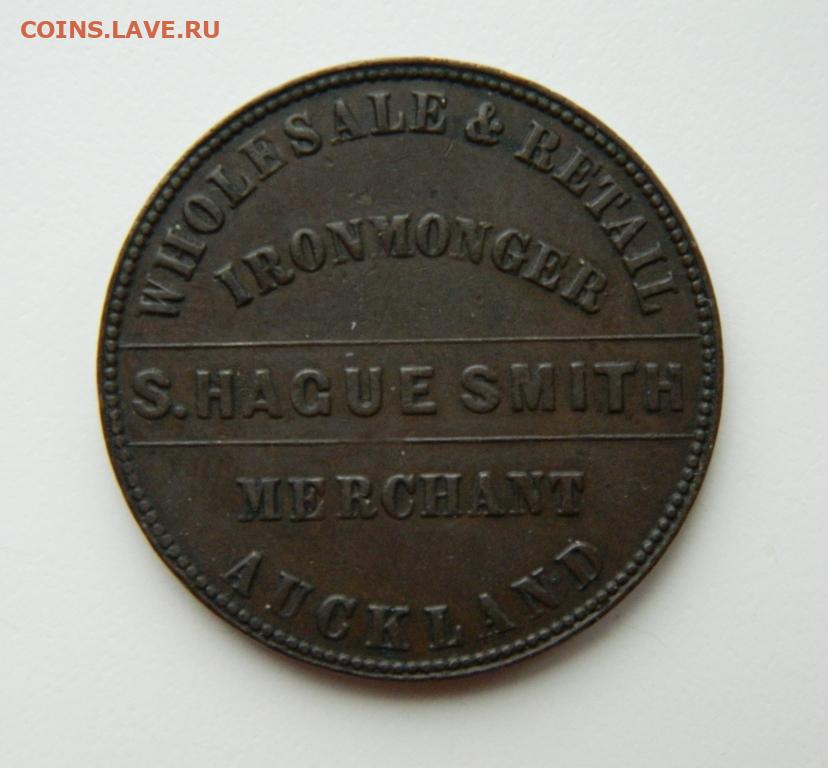 COINS.LAVE.RU
WHOLESALE & RETAIL
IRONMONGER
S. HAGUE SMITH
MERCHANT
AUCKLAND